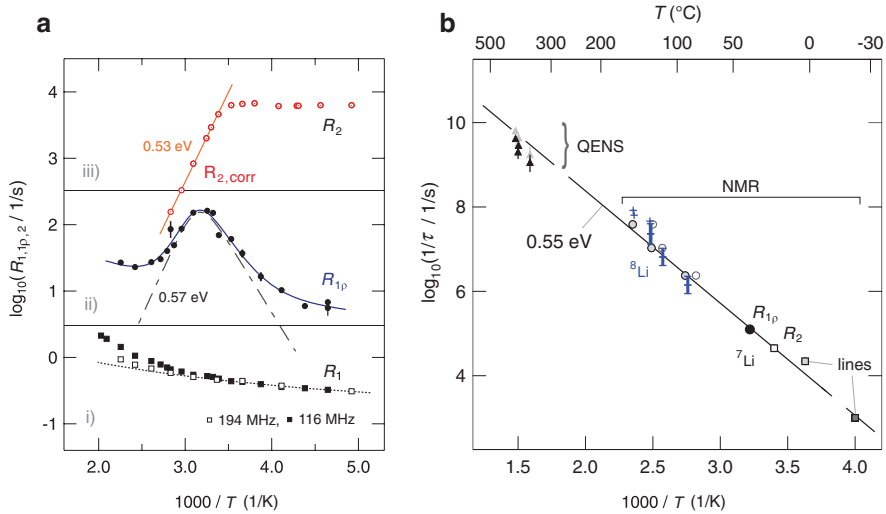 a
log10(R1,1ρ,2 / 1/s)
4
3
2
1
0
-1
iii)
ii)
i)
0.53 eV
R2
R2,corr
0.57 eV
R1ρ
R1
194 MHz, 116 MHz
2.0 3.0 4.0 5.0
1000 / T (1/K)
b
T (°C)
500 300 200 100 40 0 -30
log10(1/τ / 1/s)
10
8
6
4
QENS
NMR
0.55 eV
8Li
R1ρ
R2
7Li
lines
1.5 2.0 2.5 3.0 3.5 4.0
1000 / T (1/K)